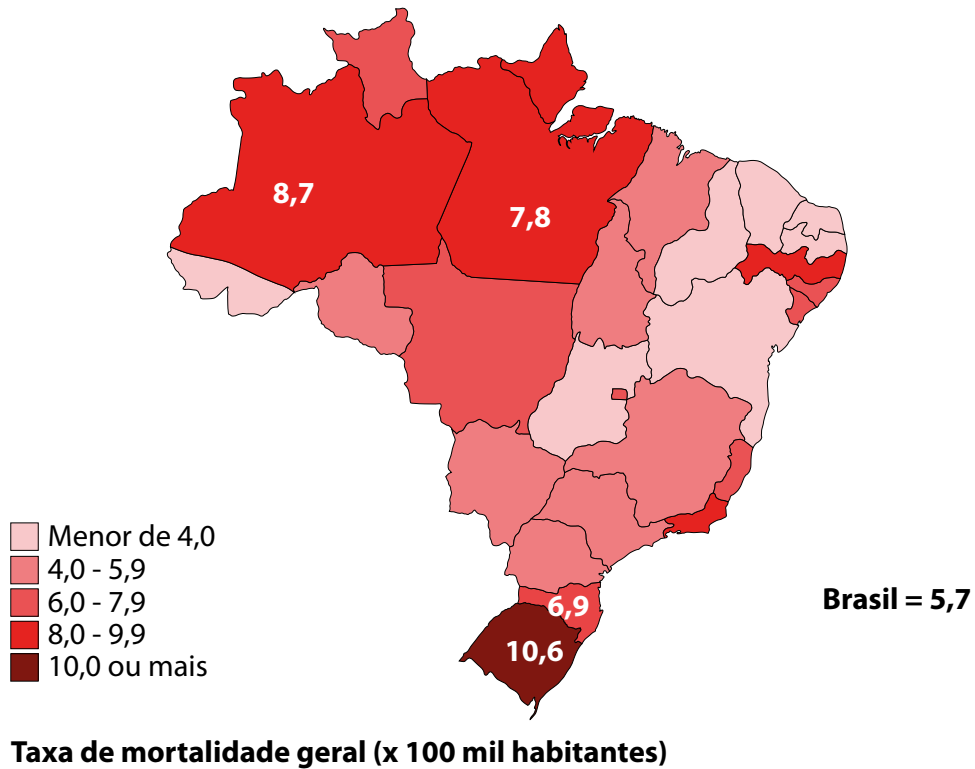 8,7
7,8
Menor de 4,0
4,0 - 5,9
6,0 - 7,9
8,0 - 9,9
10,0 ou mais
6,9
10,6
Brasil = 5,7
Taxa de mortalidade geral (x 100 mil habitantes)